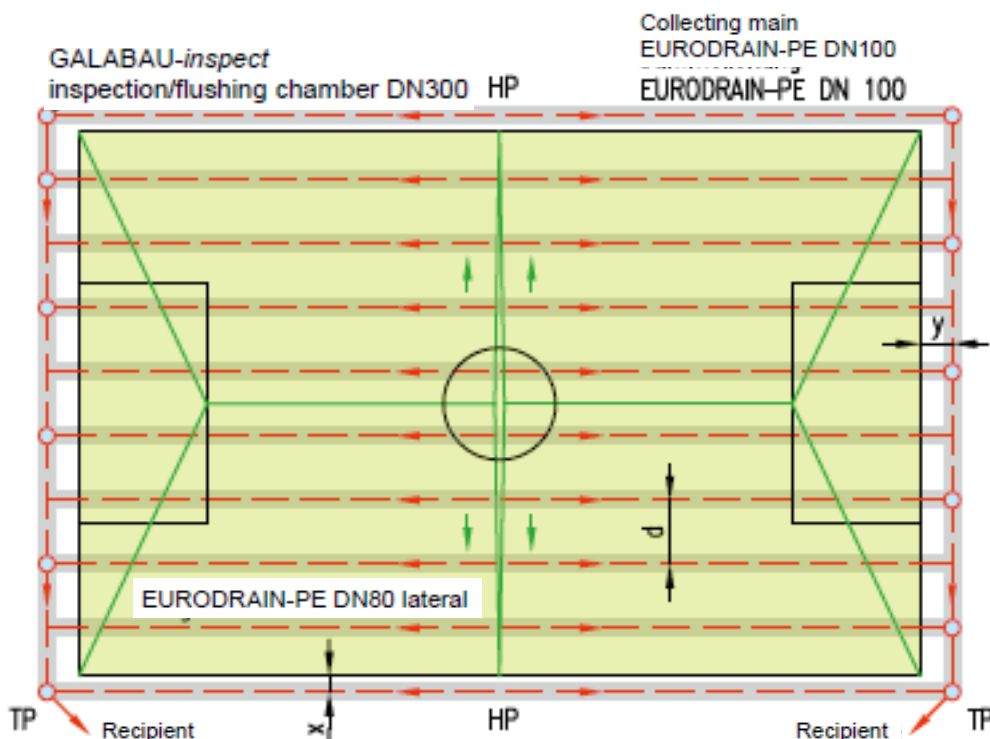 Collecting main
EURODRAIN-PE DN100
EURODRAIN-PE DN 100
GALABAU-inspect
inspection/flushing chamber DN300
HP
y
d
EURODRAIN-PE DN80 lateral
x
TP
Recipient
HP
Recipient
TP